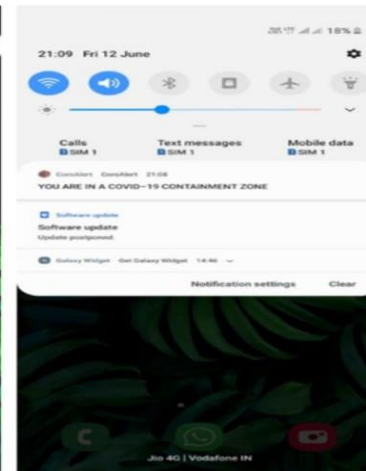 18%
21:09 Fri 12 June
Calls
SIM 1
Text messages
SIM 1
Mobile data
SIM 1
ConaAlert 21:08
YOU ARE IN A COVID-19 CONTAINMENT ZONE
Software update
Software update
Update postponed.
Galaxy Widget Get Galaxy Widget 14:46
Notification settings Clear
Jio 4G | Vodafone IN